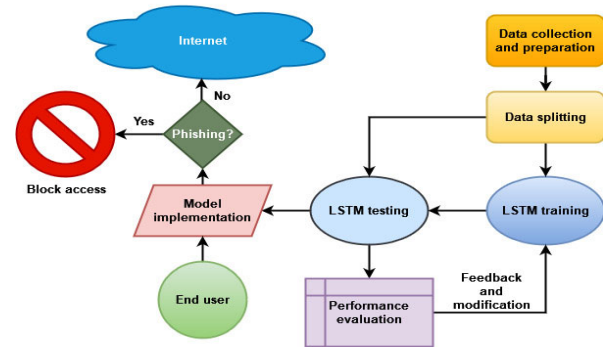 Internet
Data collection
and preparation
No
Yes
Phishing?
Data splitting
Block access
Model
implementation
LSTM testing
LSTM training
End user
Performance
evaluation
Feedback
and
modification